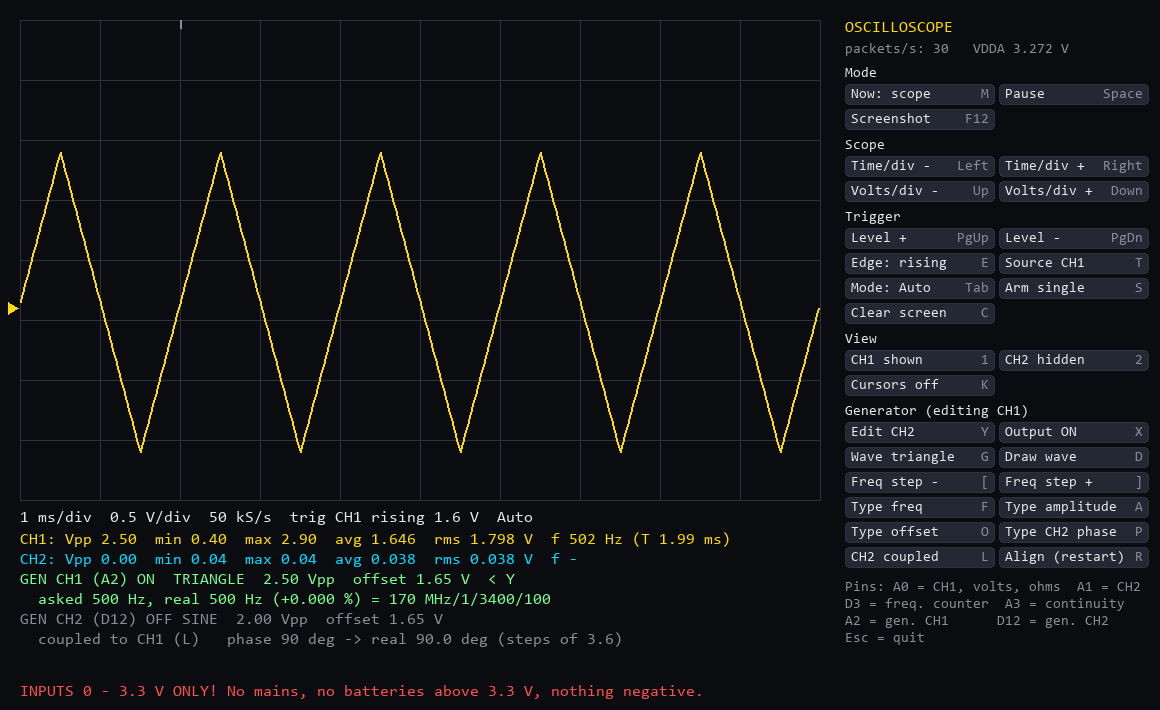 OSCILLOSCOPE
packets/s: 30 VDDA 3.272 V
Mode
Now: scope M Pause Space
Screenshot F12
Scope
Time/div - Left Time/div + Right
Volts/div - Up Volts/div + Down
Trigger
Level + PgUp Level - PgDn
Edge: rising E Source CH1 T
Mode: Auto Tab Arm single S
Clear screen C
View
CH1 shown 1 CH2 hidden 2
Cursors off K
Generator (editing CH1)
Edit CH2 Y Output ON X
Wave triangle G Draw wave D
Freq step - [ Freq step + ]
Type freq F Type amplitude A
Type offset O Type CH2 phase P
CH2 coupled L Align (restart) R
Pins: A0 = CH1, volts, ohms A1 = CH2
D3 = freq. counter A3 = continuity
A2 = gen. CH1 D12 = gen. CH2
Esc = quit
1 ms/div 0.5 V/div 50 kS/s trig CH1 rising 1.6 V Auto
CH1: Vpp 2.50 min 0.40 max 2.90 avg 1.646 rms 1.798 V f 502 Hz (T 1.99 ms)
CH2: Vpp 0.00 min 0.04 max 0.04 avg 0.038 rms 0.038 V f -
GEN CH1 (A2) ON TRIANGLE 2.50 Vpp offset 1.65 V < Y
asked 500 Hz, real 500 Hz (+0.000 %) = 170 MHz/1/3400/100
GEN CH2 (D12) OFF SINE 2.00 Vpp offset 1.65 V
coupled to CH1 (L) phase 90 deg -> real 90.0 deg (steps of 3.6)
INPUTS 0 - 3.3 V ONLY! No mains, no batteries above 3.3 V, nothing negative.